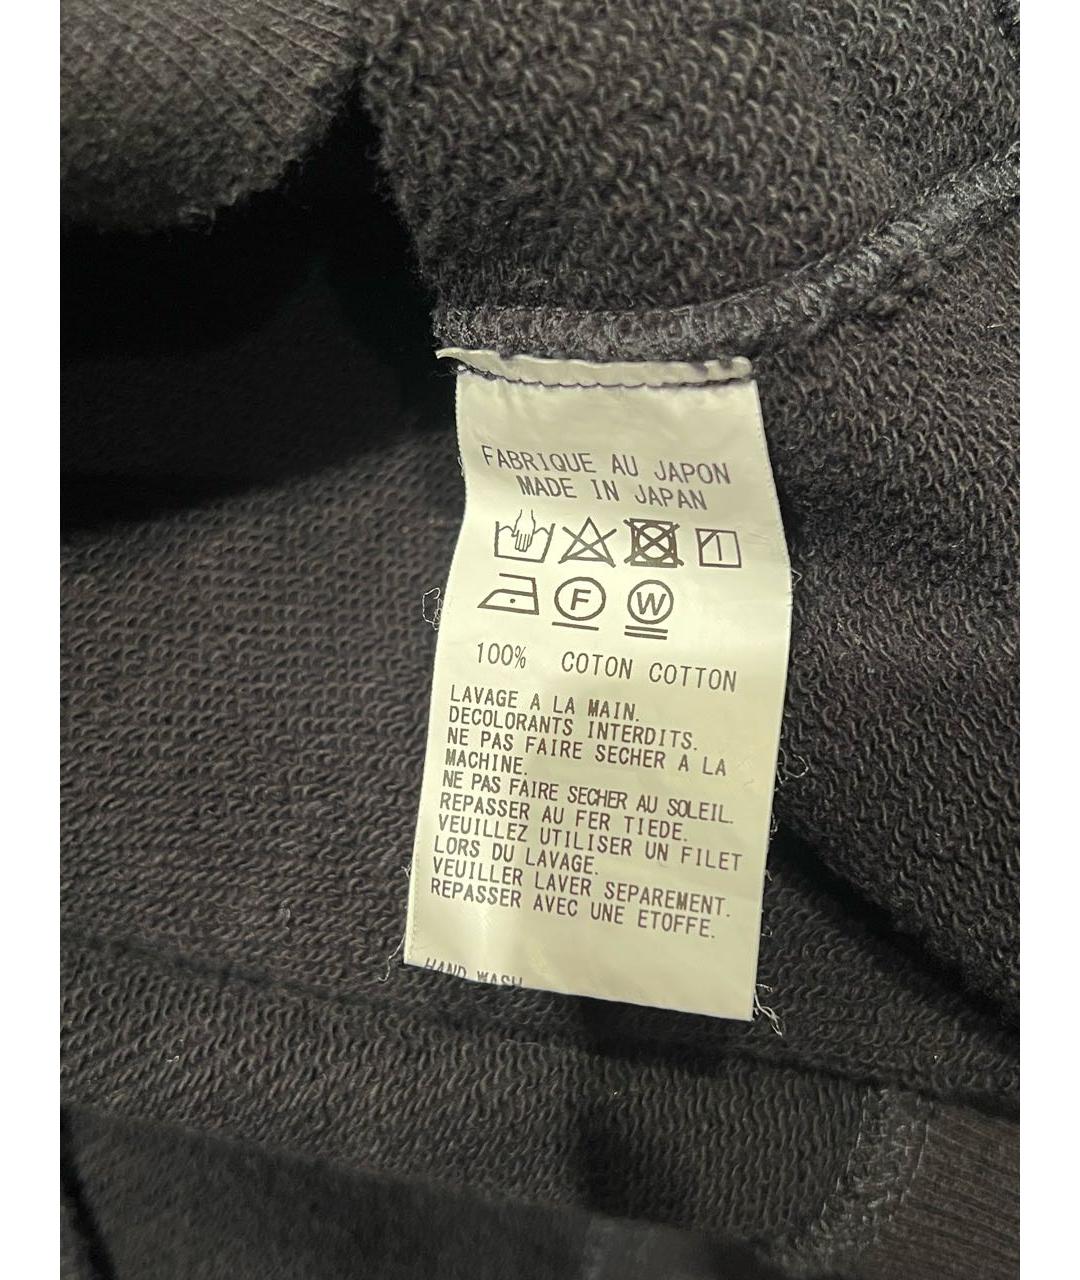 FABRIQUE AU JAPON
MADE IN JAPAN
F W
100% COTON COTTON
LAVAGE A LA MAIN.
DECOLORANTS INTERDITS.
NE PAS FAIRE SECHER A LA
MACHINE.
NE PAS FAIRE SECHER AU SOLEIL.
REPASSER AU FER TIEDE.
VEUILLEZ UTILISER UN FILET
LORS DU LAVAGE.
VEUILLER LAVER SEPAREMENT.
REPASSER AVEC UNE ETOFFE.
HAND WASH